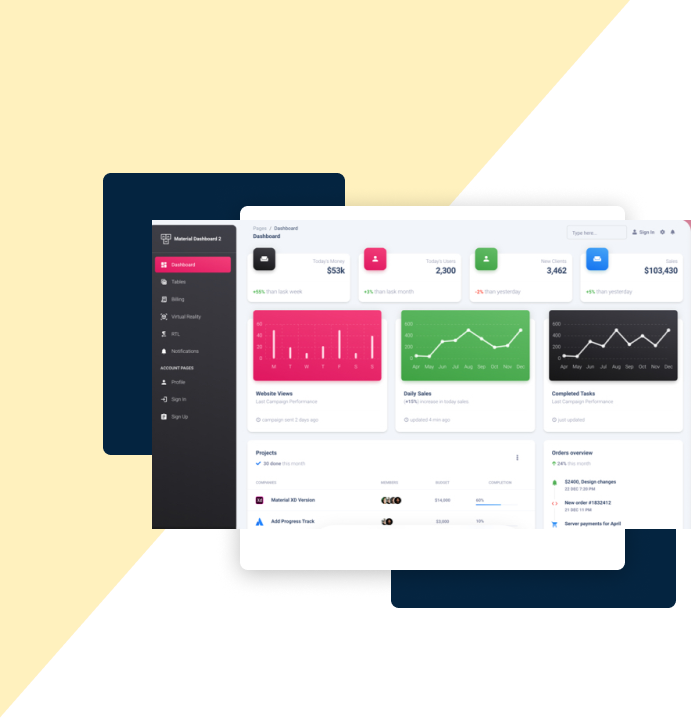 Material Dashboard 2
Dashboard
Tables
Billing
Virtual Reality
RTL
Notifications
ACCOUNT PAGES
Profile
Sign In
Sign Up
Pages / Dashboard
Dashboard
Type here...
Sign In
Today's Money
$53k
+55% than last week
Today's Users
2,300
+3% than last month
New Clients
3,462
-2% than yesterday
Sales
$103,430
+5% than yesterday
60
40
20
0
M T W T F S S
Website Views
Last Campaign Performance
campaign sent 2 days ago
600
400
200
0
Apr May Jun Jul Aug Sep Oct Nov Dec
Daily Sales
(+15%) increase in today sales.
updated 4 min ago
600
400
200
0
Apr May Jun Jul Aug Sep Oct Nov Dec
Completed Tasks
Last Campaign Performance
just updated
Projects
30 done this month
COMPANIES MEMBERS BUDGET COMPLETION
Material XD Version $14,000 60%
Add Progress Track $3,000 10%
Orders overview
24% this month
$2400, Design changes
22 DEC 7:20 PM
New order #1832412
21 DEC 11 PM
Server payments for April